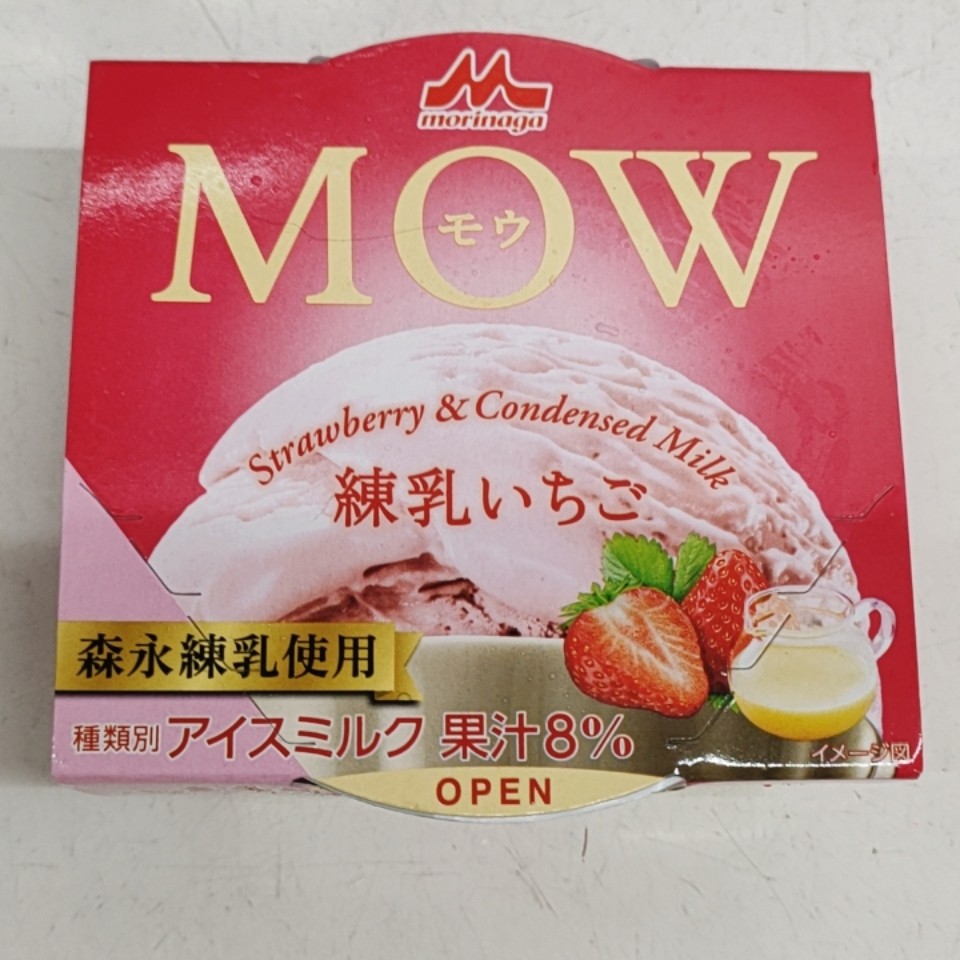 morinaga
MOW
モウ
Strawberry & Condensed Milk
練乳いちご
森永練乳使用
種類別 アイスミルク 果汁8%
イメージ図
OPEN